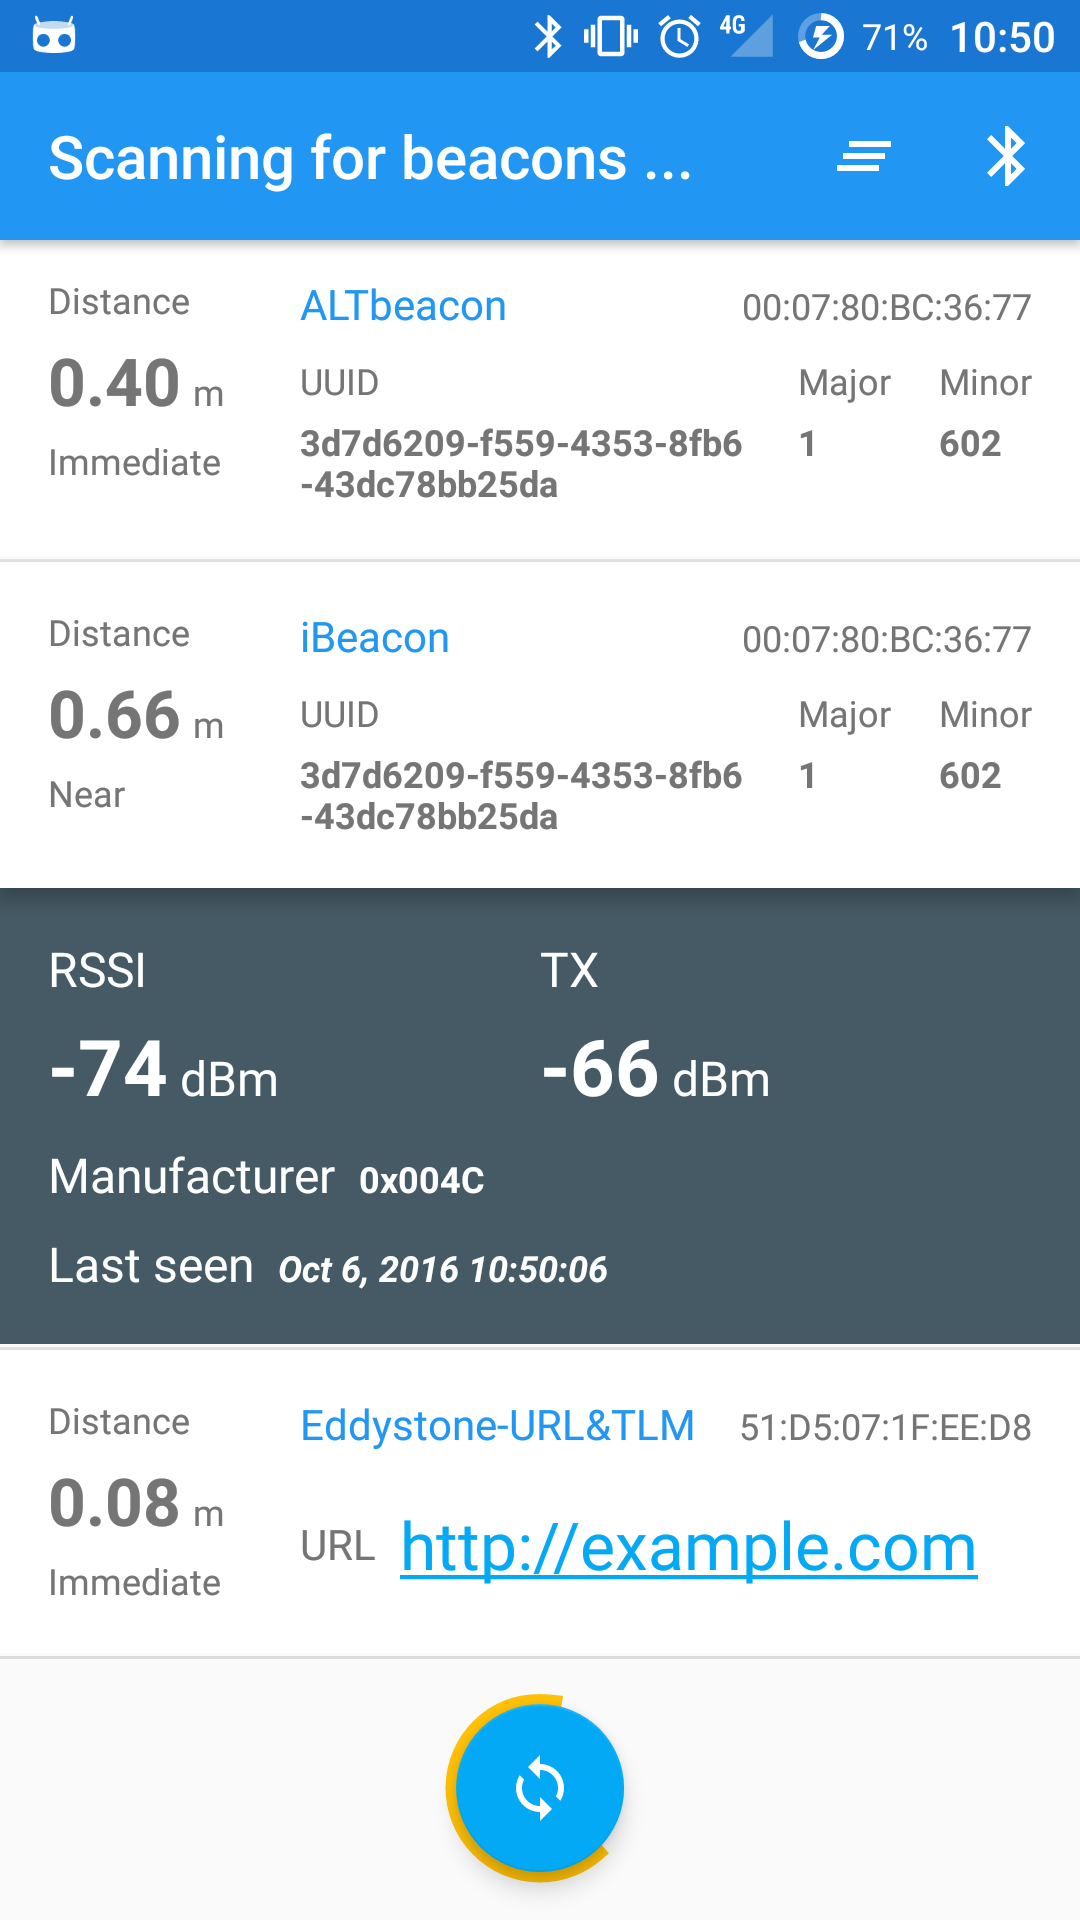 4G 71% 10:50
Scanning for beacons ...
Distance ALTbeacon 00:07:80:BC:36:77
0.40 m UUID Major Minor
Immediate 3d7d6209-f559-4353-8fb6 1 602
-43dc78bb25da
Distance iBeacon 00:07:80:BC:36:77
0.66 m UUID Major Minor
Near 3d7d6209-f559-4353-8fb6 1 602
-43dc78bb25da
RSSI TX
-74 dBm -66 dBm
Manufacturer 0x004C
Last seen Oct 6, 2016 10:50:06
Distance Eddystone-URL&TLM 51:D5:07:1F:EE:D8
0.08 m URL http://example.com
Immediate